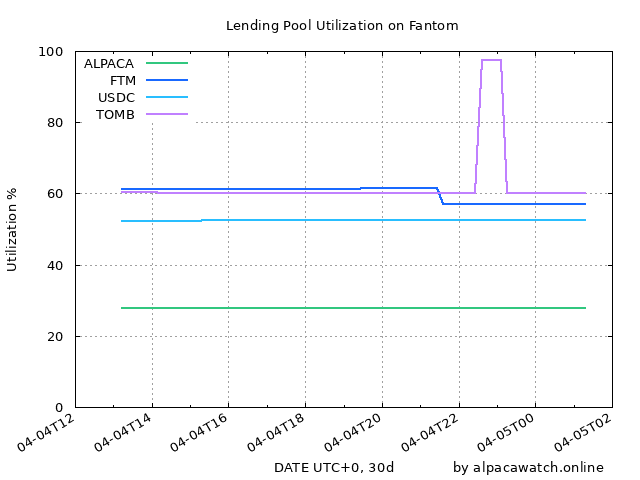 Lending Pool Utilization on Fantom
100
80
60
40
20
0
Utilization %
ALPACA
FTM
USDC
TOMB
04-04T12
04-04T14
04-04T16
04-04T18
04-04T20
04-04T22
04-05T00
04-05T02
DATE UTC+0, 30d
by alpacawatch.online